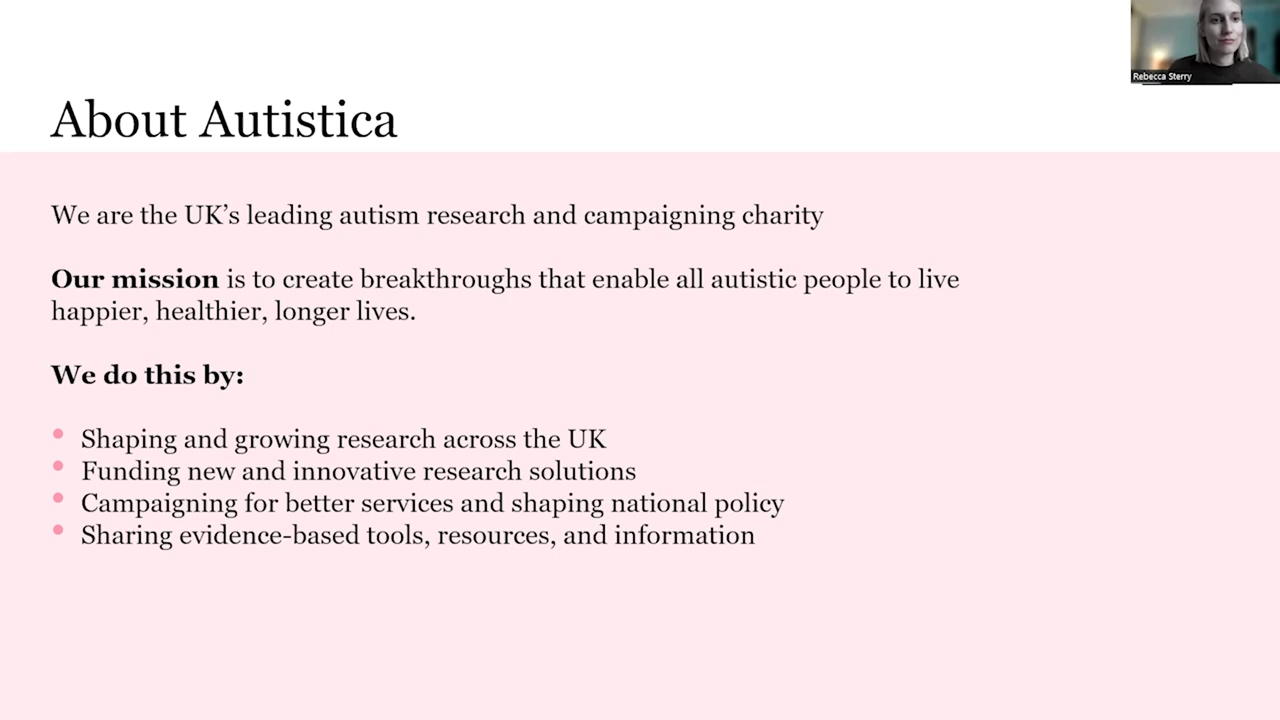 Rebecca Sterry
About Autistica
We are the UK’s leading autism research and campaigning charity
Our mission is to create breakthroughs that enable all autistic people to live
happier, healthier, longer lives.
We do this by:
• Shaping and growing research across the UK
• Funding new and innovative research solutions
• Campaigning for better services and shaping national policy
• Sharing evidence-based tools, resources, and information